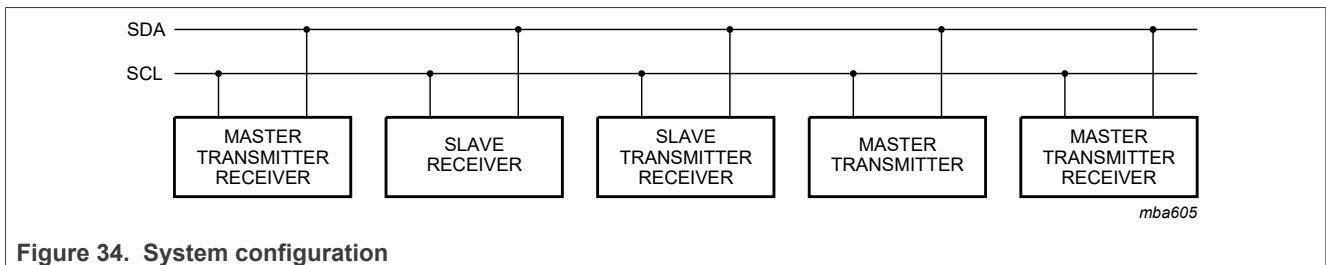 SDA
SCL
MASTER
TRANSMITTER
RECEIVER
SLAVE
RECEIVER
SLAVE
TRANSMITTER
RECEIVER
MASTER
TRANSMITTER
MASTER
TRANSMITTER
RECEIVER
mba605
Figure 34. System configuration